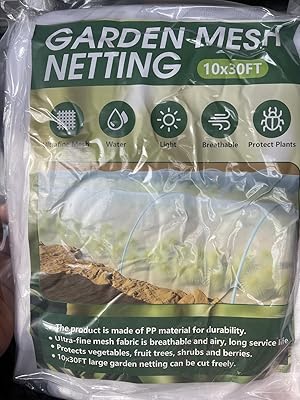 GARDEN MESH
NETTING 10x30FT
Ultrafine Mesh Water Light Breathable Protect Plants
The product is made of PP material for durability.
• Ultra-fine mesh fabric is breathable and airy, long service life
• Protects vegetables, fruit trees, shrubs and berries.
• 10x30FT large garden netting can be cut freely.